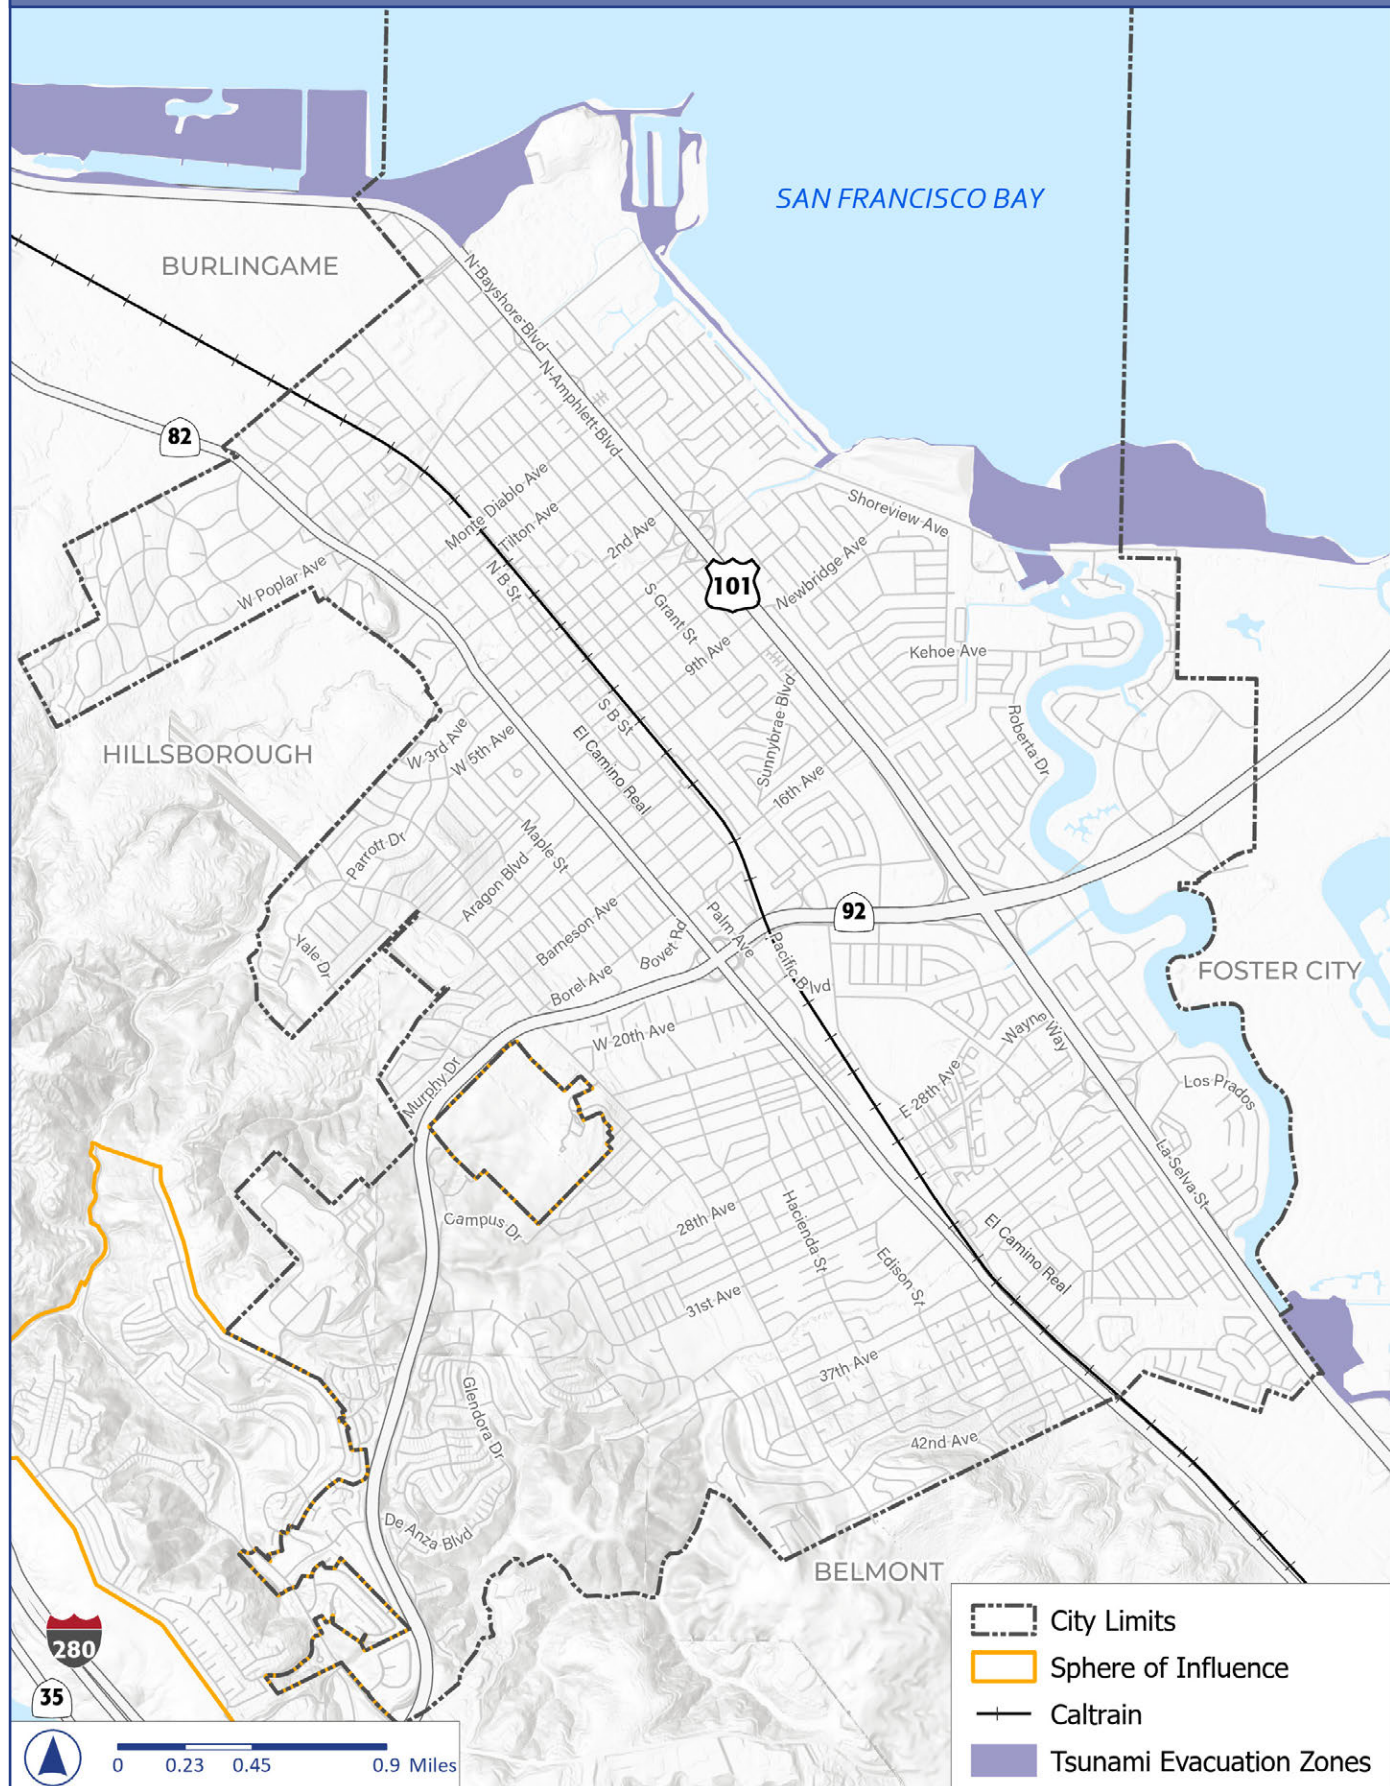 SAN FRANCISCO BAY
BURLINGAME
N Bayshore Blvd
N Amphlett Blvd
82
Monte Diablo Ave
Tilton Ave
2nd Ave
Shoreview Ave
N B St
101
Newbridge Ave
W Poplar Ave
S Grant St
9th Ave
Kehoe Ave
HILLSBOROUGH
W 3rd Ave
W 5th Ave
S B St
El Camino Real
Sunnybrae Blvd
16th Ave
Roberta Dr
Parrott Dr
Maple St
Aragon Blvd
Barneson Ave
Bovet Rd
Palm Ave
92
Yale Dr
Borel Ave
Pacific Blvd
FOSTER CITY
W 20th Ave
Wayne Way
Murphy Dr
E 28th Ave
Los Prados
La Selva St
Campus Dr
28th Ave
Hacienda St
Edison St
El Camino Real
31st Ave
37th Ave
Glendora Dr
42nd Ave
De Anza Blvd
BELMONT
280
35
City Limits
Sphere of Influence
Caltrain
Tsunami Evacuation Zones
0 0.23 0.45 0.9 Miles